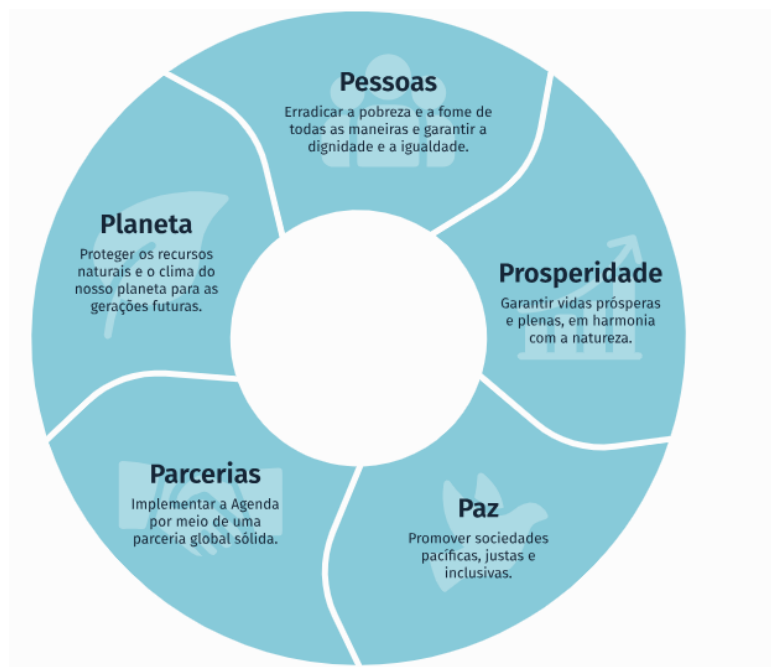 Pessoas
Erradicar a pobreza e a fome de
todas as maneiras e garantir a
dignidade e a igualdade.
Planeta
Proteger os recursos
naturais e o clima do
nosso planeta para as
gerações futuras.
Prosperidade
Garantir vidas prósperas
e plenas, em harmonia
com a natureza.
Parcerias
Implementar a Agenda
por meio de uma
parceria global sólida.
Paz
Promover sociedades
pacíficas, justas e
inclusivas.